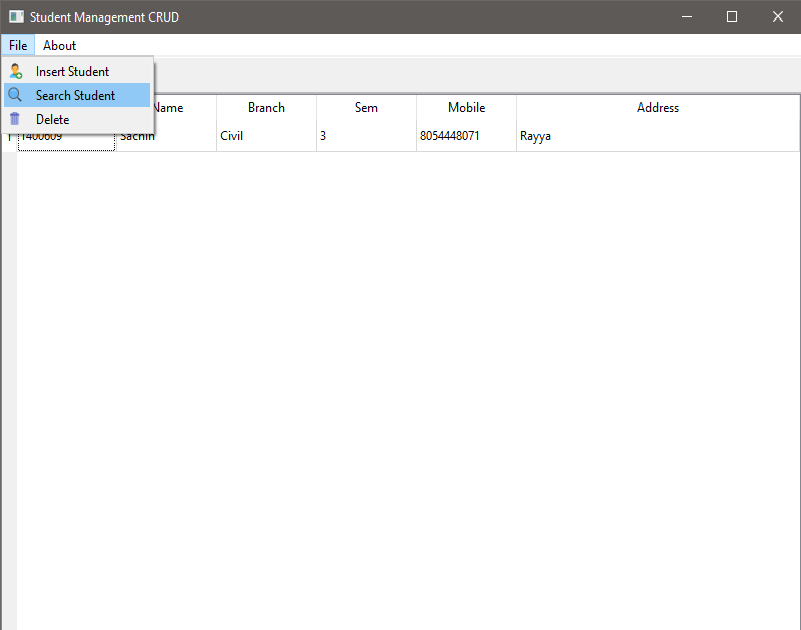 Student Management CRUD
File About
Insert Student
Search Student
Delete
Name Branch Sem Mobile Address
1400609 Sachin Civil 3 8054448071 Rayya